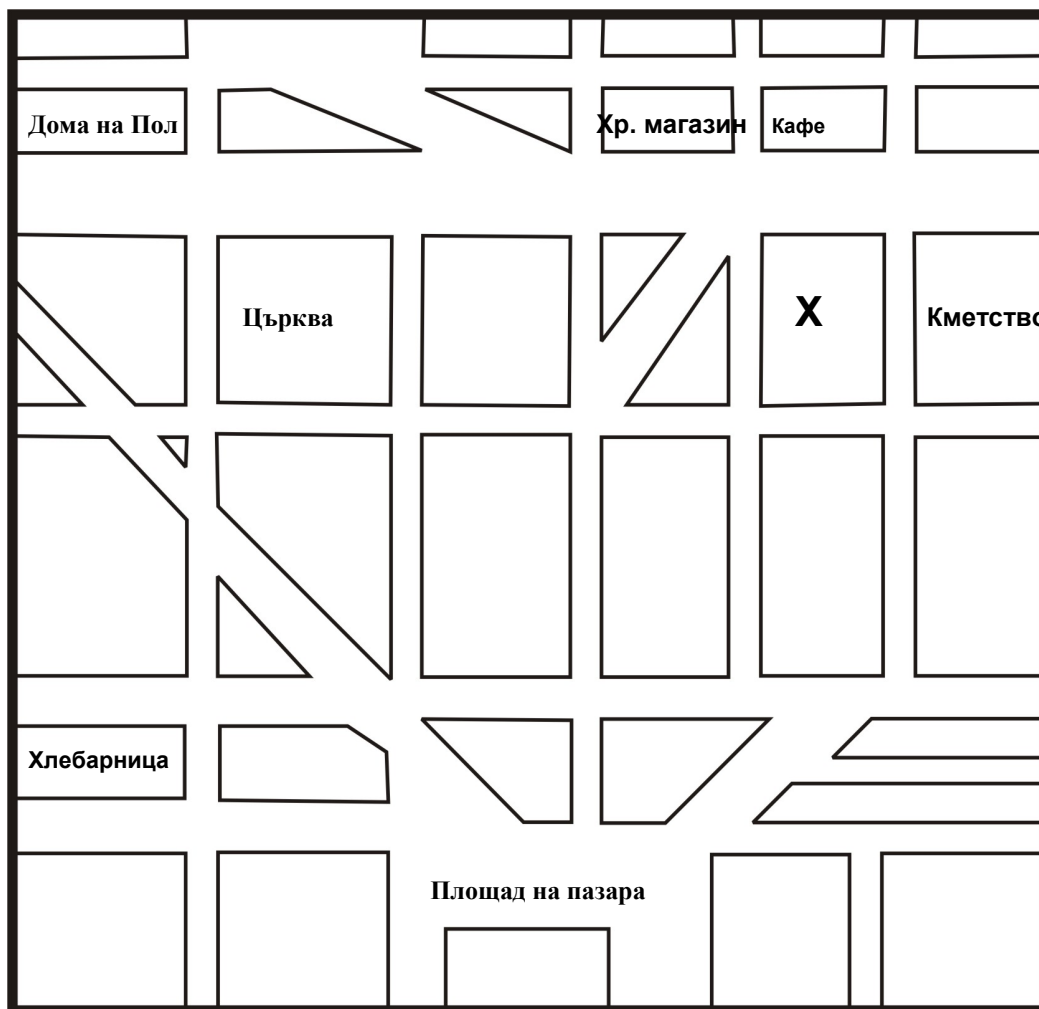 Дома на Пол
Хр. магазин
Кафе
Църква
X
Кметство
Хлебарница
Площад на пазара